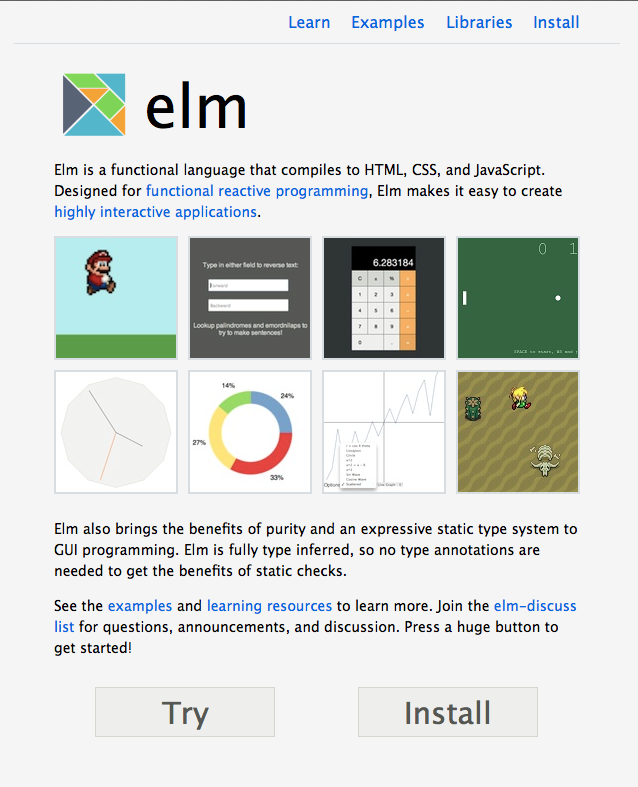 Learn Examples Libraries Install
elm
Elm is a functional language that compiles to HTML, CSS, and JavaScript.
Designed for functional reactive programming, Elm makes it easy to create
highly interactive applications.
Type in either field to reverse text:
Forward
Backward
Lookup palindromes and emordnilaps to
try to make sentences!
6.283184
C ± % ÷
1 2 3
4 5 6
7 8 9
0 .
0 1
SPACE to start, WS and
14%
24%
27%
33%
Options
Elm also brings the benefits of purity and an expressive static type system to
GUI programming. Elm is fully type inferred, so no type annotations are
needed to get the benefits of static checks.
See the examples and learning resources to learn more. Join the elm-discuss
list for questions, announcements, and discussion. Press a huge button to
get started!
Try Install